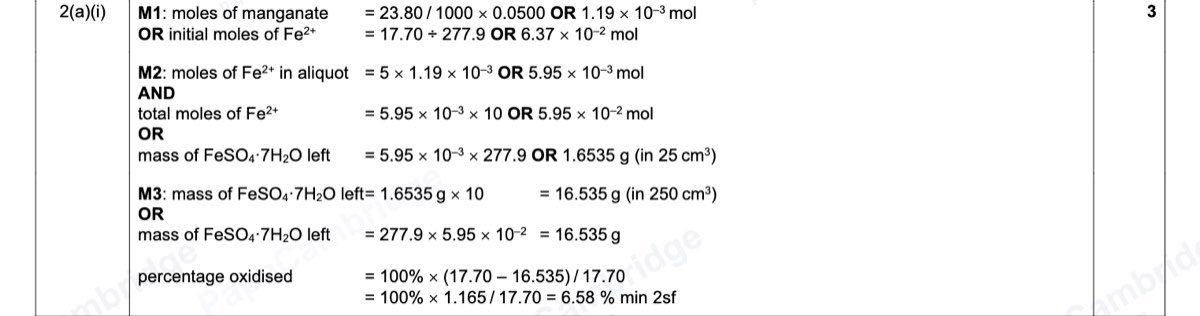 2(a)(i) M1: moles of manganate = 23.80 / 1000 × 0.0500 OR 1.19 × 10⁻³ mol 3
OR initial moles of Fe²⁺ = 17.70 ÷ 277.9 OR 6.37 × 10⁻² mol
M2: moles of Fe²⁺ in aliquot = 5 × 1.19 × 10⁻³ OR 5.95 × 10⁻³ mol
AND
total moles of Fe²⁺ = 5.95 × 10⁻³ × 10 OR 5.95 × 10⁻² mol
OR
mass of FeSO₄·7H₂O left = 5.95 × 10⁻³ × 277.9 OR 1.6535 g (in 25 cm³)
M3: mass of FeSO₄·7H₂O left= 1.6535 g × 10 = 16.535 g (in 250 cm³)
OR
mass of FeSO₄·7H₂O left = 277.9 × 5.95 × 10⁻² = 16.535 g
percentage oxidised = 100% × (17.70 – 16.535) / 17.70
= 100% × 1.165 / 17.70 = 6.58 % min 2sf